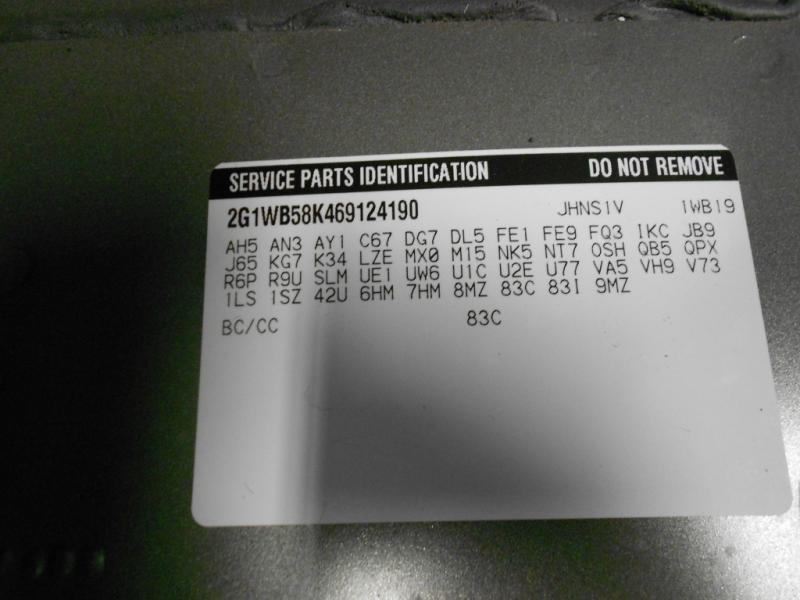 SERVICE PARTS IDENTIFICATION DO NOT REMOVE
2G1WB58K469124190 JHNS1V 1WB19
AH5 AN3 AY1 C67 DG7 DL5 FE1 FE9 FQ3 IKC JB9
J65 KG7 K34 LZE MX0 M15 NK5 NT7 OSH QB5 QPX
R6P R9U SLM UE1 UW6 U1C U2E U77 VA5 VH9 V73
1LS 1SZ 42U 6HM 7HM 8MZ 83C 83I 9MZ
BC/CC 83C